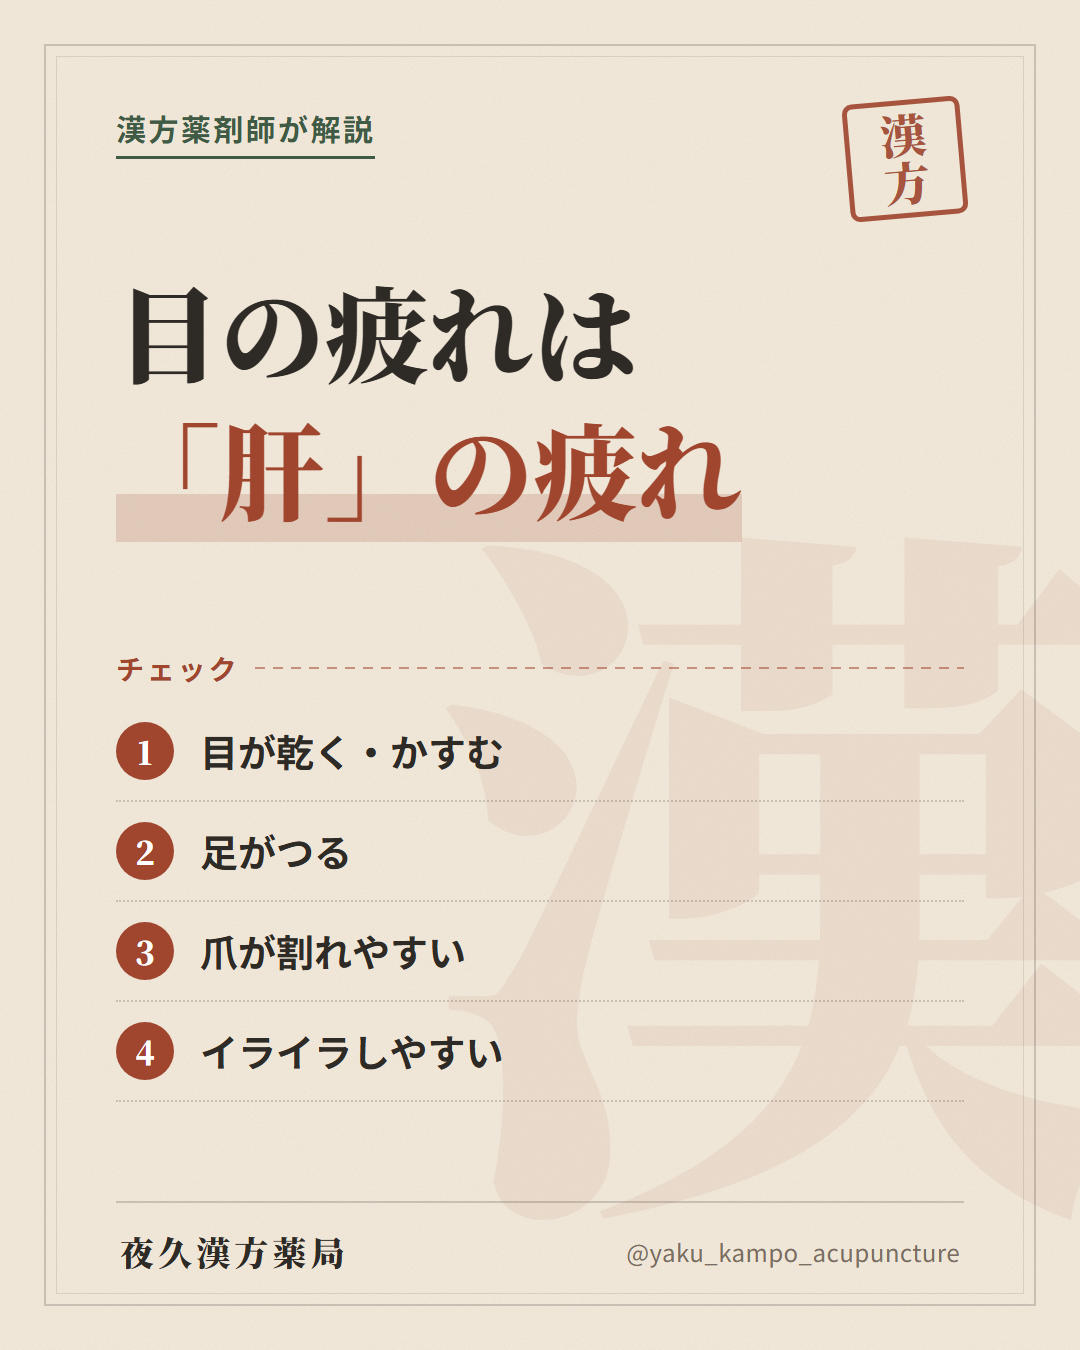 漢方薬剤師が解説
漢方
目の疲れは
「肝」の疲れ
チェック
1 目が乾く・かすむ
2 足がつる
3 爪が割れやすい
4 イライラしやすい
夜久漢方薬局
@yaku_kampo_acupuncture
漢